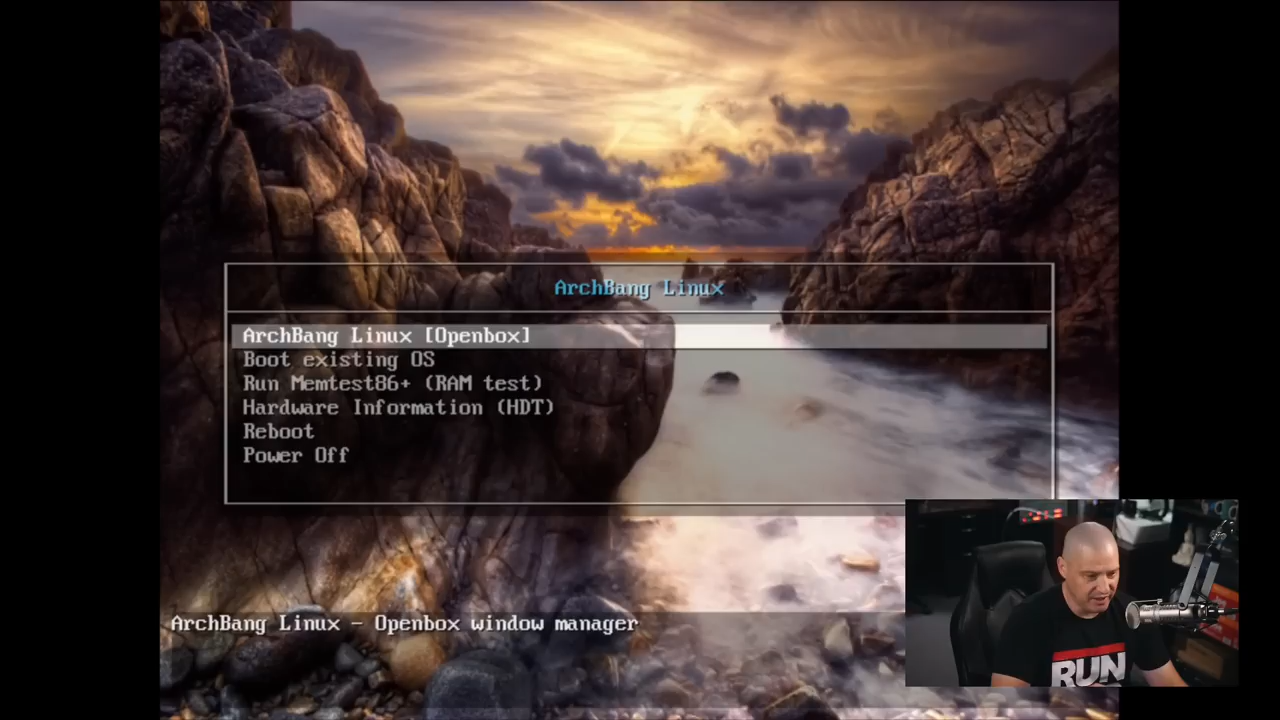 ArchBang Linux
ArchBang Linux [Openbox]
Boot existing OS
Run Memtest86+ (RAM test)
Hardware Information (HDT)
Reboot
Power Off
ArchBang Linux - Openbox window manager
RUN